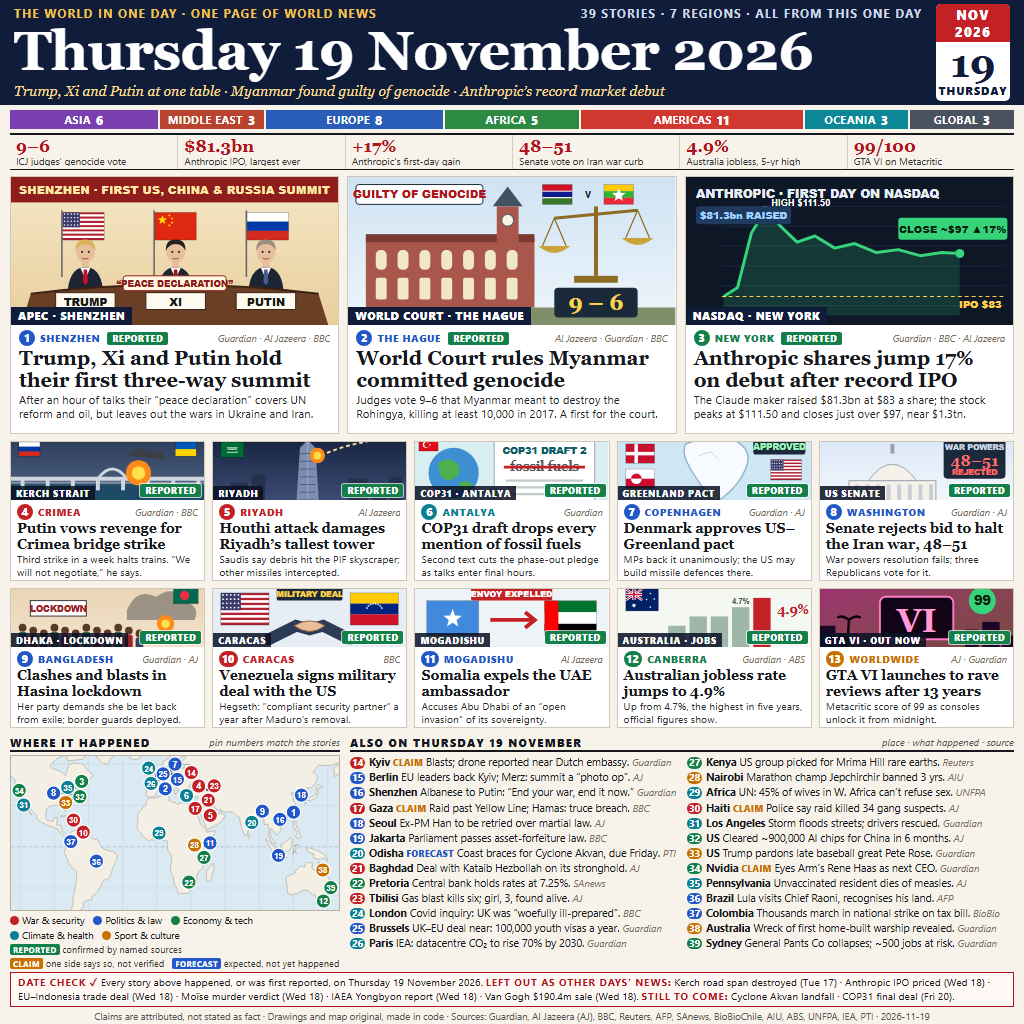 THE WORLD IN ONE DAY · ONE PAGE OF WORLD NEWS
39 STORIES · 7 REGIONS · ALL FROM THIS ONE DAY
NOV
2026
19
THURSDAY
Thursday 19 November 2026
Trump, Xi and Putin at one table · Myanmar found guilty of genocide · Anthropic's record market debut
ASIA 6
MIDDLE EAST 3
EUROPE 8
AFRICA 5
AMERICAS 11
OCEANIA 3
GLOBAL 3
9–6
ICJ judges' genocide vote
$81.3bn
Anthropic IPO, largest ever
+17%
Anthropic's first-day gain
48–51
Senate vote on Iran war curb
4.9%
Australia jobless, 5-yr high
99/100
GTA VI on Metacritic
SHENZHEN · FIRST US, CHINA & RUSSIA SUMMIT
"PEACE DECLARATION"
TRUMP
XI
PUTIN
APEC · SHENZHEN
1 SHENZHEN REPORTED Guardian · Al Jazeera · BBC
Trump, Xi and Putin hold
their first three-way summit
After an hour of talks their “peace declaration” covers UN
reform and oil, but leaves out the wars in Ukraine and Iran.
GUILTY OF GENOCIDE
V
9 – 6
WORLD COURT · THE HAGUE
2 THE HAGUE REPORTED Al Jazeera · Guardian · BBC
World Court rules Myanmar
committed genocide
Judges vote 9–6 that Myanmar meant to destroy the
Rohingya, killing at least 10,000 in 2017. A first for the court.
ANTHROPIC · FIRST DAY ON NASDAQ
HIGH $111.50
$81.3bn RAISED
CLOSE ~$97 ▲17%
IPO $83
NASDAQ · NEW YORK
3 NEW YORK REPORTED Guardian · BBC · Al Jazeera
Anthropic shares jump 17%
on debut after record IPO
The Claude maker raised $81.3bn at $83 a share; the stock
peaks at $111.50 and closes just over $97, near $1.3tn.
KERCH STRAIT
REPORTED
4 CRIMEA Guardian · BBC
Putin vows revenge for
Crimea bridge strike
Third strike in a week halts trains. “We
will not negotiate,” he says.
RIYADH
REPORTED
5 RIYADH Al Jazeera
Houthi attack damages
Riyadh's tallest tower
Saudis say debris hit the PIF skyscraper;
other missiles intercepted.
COP31 DRAFT 2
fossil fuels
COP31 · ANTALYA
REPORTED
6 ANTALYA Guardian
COP31 draft drops every
mention of fossil fuels
Second text cuts the phase-out pledge
as talks enter final hours.
APPROVED
GREENLAND PACT
REPORTED
7 COPENHAGEN Guardian · AJ
Denmark approves US–
Greenland pact
MPs back it unanimously; the US may
build missile defences there.
WAR POWERS
48–51
REJECTED
US SENATE
REPORTED
8 WASHINGTON Guardian · AJ
Senate rejects bid to halt
the Iran war, 48–51
War powers resolution fails; three
Republicans vote for it.
LOCKDOWN
DHAKA · LOCKDOWN
REPORTED
9 BANGLADESH Guardian · AJ
Clashes and blasts in
Hasina lockdown
Her party demands she be let back
from exile; border guards deployed.
MILITARY DEAL
CARACAS
REPORTED
10 CARACAS BBC
Venezuela signs military
deal with the US
Hegseth: “compliant security partner” a
year after Maduro's removal.
ENVOY EXPELLED
MOGADISHU
REPORTED
11 MOGADISHU Al Jazeera
Somalia expels the UAE
ambassador
Accuses Abu Dhabi of an “open
invasion” of its sovereignty.
4.7%
4.9%
AUSTRALIA · JOBS
REPORTED
12 CANBERRA Guardian · ABS
Australian jobless rate
jumps to 4.9%
Up from 4.7%, the highest in five years,
official figures show.
VI
99
GTA VI · OUT NOW
REPORTED
13 WORLDWIDE AJ · Guardian
GTA VI launches to rave
reviews after 13 years
Metacritic score of 99 as consoles
unlock it from midnight.
WHERE IT HAPPENED pin numbers match the stories
7
24
25
14
26
15
2
4
23
6
21
17
5
34
3
35
8
32
33
31
30
10
37
36
29
28
11
27
22
18
9
1
20
16
19
38
39
12
War & security
Politics & law
Economy & tech
Climate & health
Sport & culture
REPORTED confirmed by named sources
CLAIM one side says so, not verified FORECAST expected, not yet happened
ALSO ON THURSDAY 19 NOVEMBER place · what happened · source
14 Kyiv CLAIM Blasts; drone reported near Dutch embassy. Guardian
15 Berlin EU leaders back Kyiv; Merz: summit a “photo op”. AJ
16 Shenzhen Albanese to Putin: “End your war, end it now.” Guardian
17 Gaza CLAIM Raid past Yellow Line; Hamas: truce breach. BBC
18 Seoul Ex-PM Han to be retried over martial law. AJ
19 Jakarta Parliament passes asset-forfeiture law. BBC
20 Odisha FORECAST Coast braces for Cyclone Akvan, due Friday. PTI
21 Baghdad Deal with Kataib Hezbollah on its stronghold. AJ
22 Pretoria Central bank holds rates at 7.25%. SAnews
23 Tbilisi Gas blast kills six; girl, 3, found alive. AJ
24 London Covid inquiry: UK was “woefully ill-prepared”. BBC
25 Brussels UK–EU deal near: 100,000 youth visas a year. Guardian
26 Paris IEA: datacentre CO₂ to rise 70% by 2030. Guardian
27 Kenya US group picked for Mrima Hill rare earths. Reuters
28 Nairobi Marathon champ Jepchirchir banned 3 yrs. AIU
29 Africa UN: 45% of wives in W. Africa can't refuse sex. UNFPA
30 Haiti CLAIM Police say raid killed 34 gang suspects. AJ
31 Los Angeles Storm floods streets; drivers rescued. Guardian
32 US Cleared ~900,000 AI chips for China in 6 months. AJ
33 US Trump pardons late baseball great Pete Rose. Guardian
34 Nvidia CLAIM Eyes Arm's Rene Haas as next CEO. Guardian
35 Pennsylvania Unvaccinated resident dies of measles. AJ
36 Brazil Lula visits Chief Raoni, recognises his land. AFP
37 Colombia Thousands march in national strike on tax bill. BioBio
38 Australia Wreck of first home-built warship revealed. Guardian
39 Sydney General Pants Co collapses; ~500 jobs at risk. Guardian
DATE CHECK ✓ Every story above happened, or was first reported, on Thursday 19 November 2026. LEFT OUT AS OTHER DAYS' NEWS: Kerch road span destroyed (Tue 17) · Anthropic IPO priced (Wed 18) ·
EU–Indonesia trade deal (Wed 18) · Moïse murder verdict (Wed 18) · IAEA Yongbyon report (Wed 18) · Van Gogh $190.4m sale (Wed 18). STILL TO COME: Cyclone Akvan landfall · COP31 final deal (Fri 20).
Claims are attributed, not stated as fact · Drawings and map original, made in code · Sources: Guardian, Al Jazeera (AJ), BBC, Reuters, AFP, SAnews, BioBioChile, AIU, ABS, UNFPA, IEA, PTI · 2026-11-19